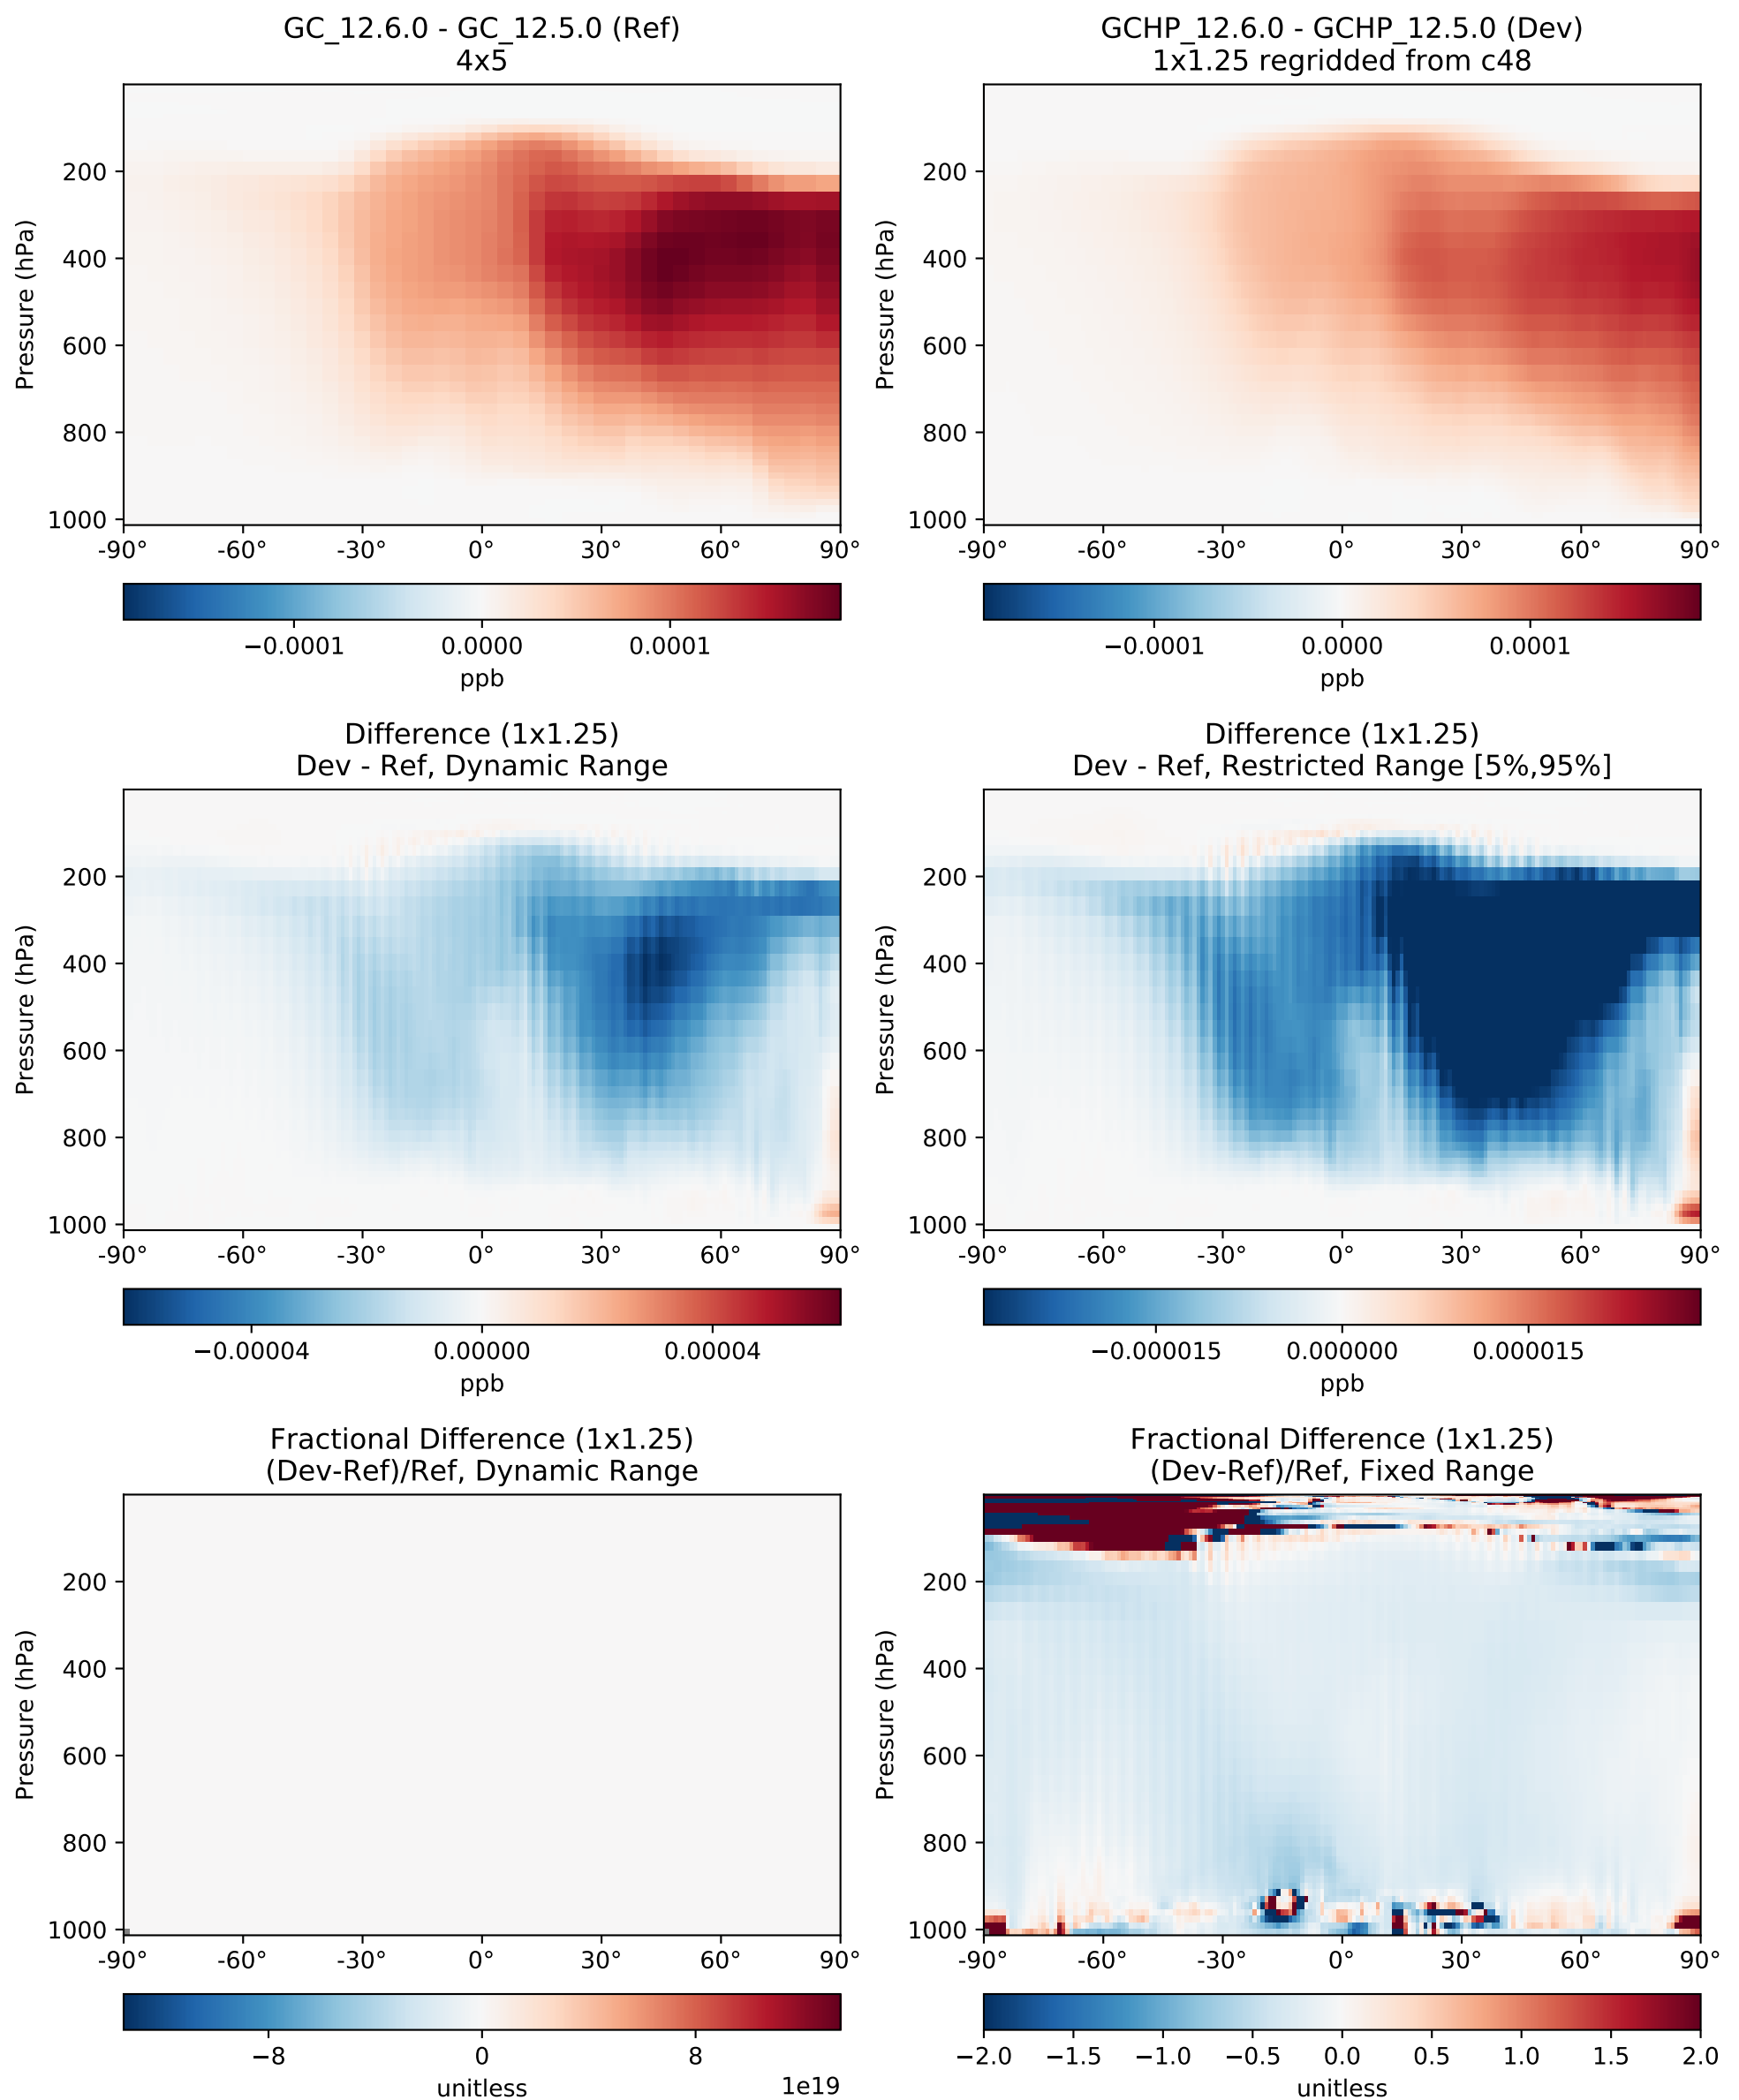 GC_12.6.0 - GC_12.5.0 (Ref)
4x5
GCHP_12.6.0 - GCHP_12.5.0 (Dev)
1x1.25 regridded from c48
Pressure (hPa)
200
400
600
800
1000
-90° -60° -30° 0° 30° 60° 90°
−0.0001 0.0000 0.0001
ppb
Pressure (hPa)
200
400
600
800
1000
-90° -60° -30° 0° 30° 60° 90°
−0.0001 0.0000 0.0001
ppb
Difference (1x1.25)
Dev - Ref, Dynamic Range
Difference (1x1.25)
Dev - Ref, Restricted Range [5%,95%]
Pressure (hPa)
200
400
600
800
1000
-90° -60° -30° 0° 30° 60° 90°
−0.00004 0.00000 0.00004
ppb
Pressure (hPa)
200
400
600
800
1000
-90° -60° -30° 0° 30° 60° 90°
−0.000015 0.000000 0.000015
ppb
Fractional Difference (1x1.25)
(Dev-Ref)/Ref, Dynamic Range
Fractional Difference (1x1.25)
(Dev-Ref)/Ref, Fixed Range
Pressure (hPa)
200
400
600
800
1000
-90° -60° -30° 0° 30° 60° 90°
−8 0 8
unitless 1e19
Pressure (hPa)
200
400
600
800
1000
-90° -60° -30° 0° 30° 60° 90°
−2.0 −1.5 −1.0 −0.5 0.0 0.5 1.0 1.5 2.0
unitless